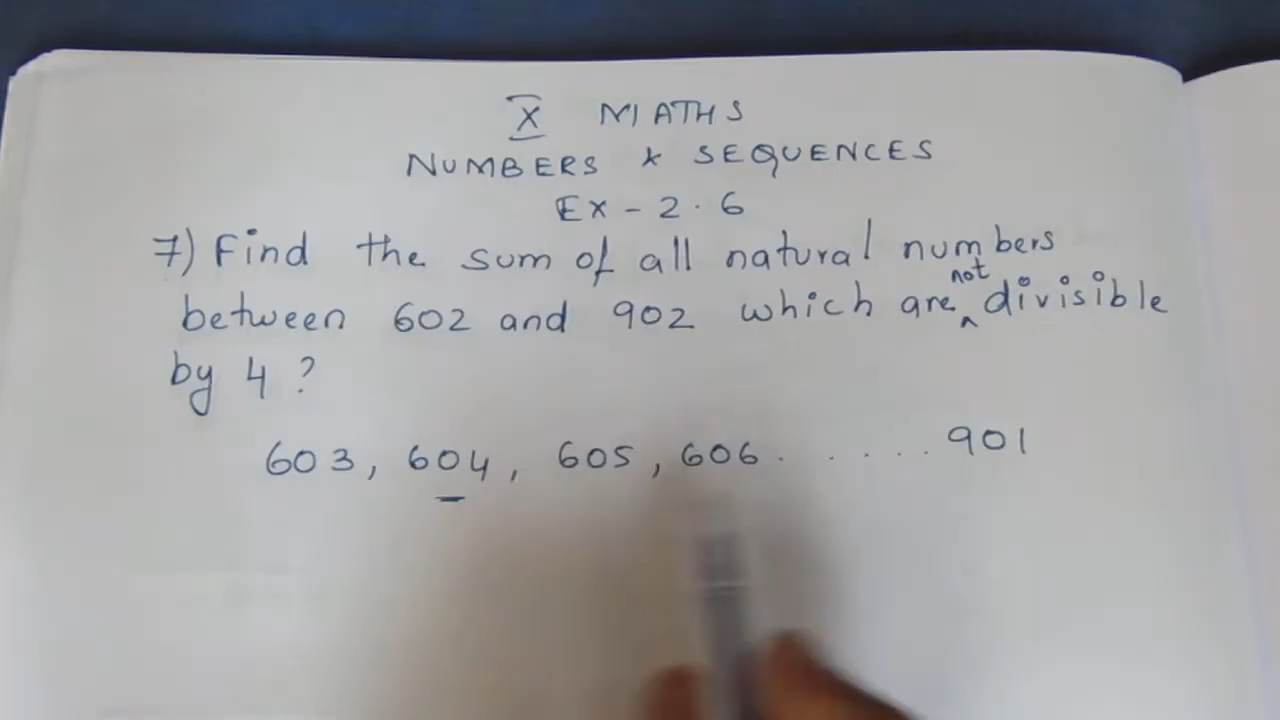 X MATHS
NUMBERS & SEQUENCES
Ex - 2.6
7) Find the sum of all natural numbers
between 602 and 902 which are not divisible
by 4 ?
603, 604, 605, 606 . . . . . . 901